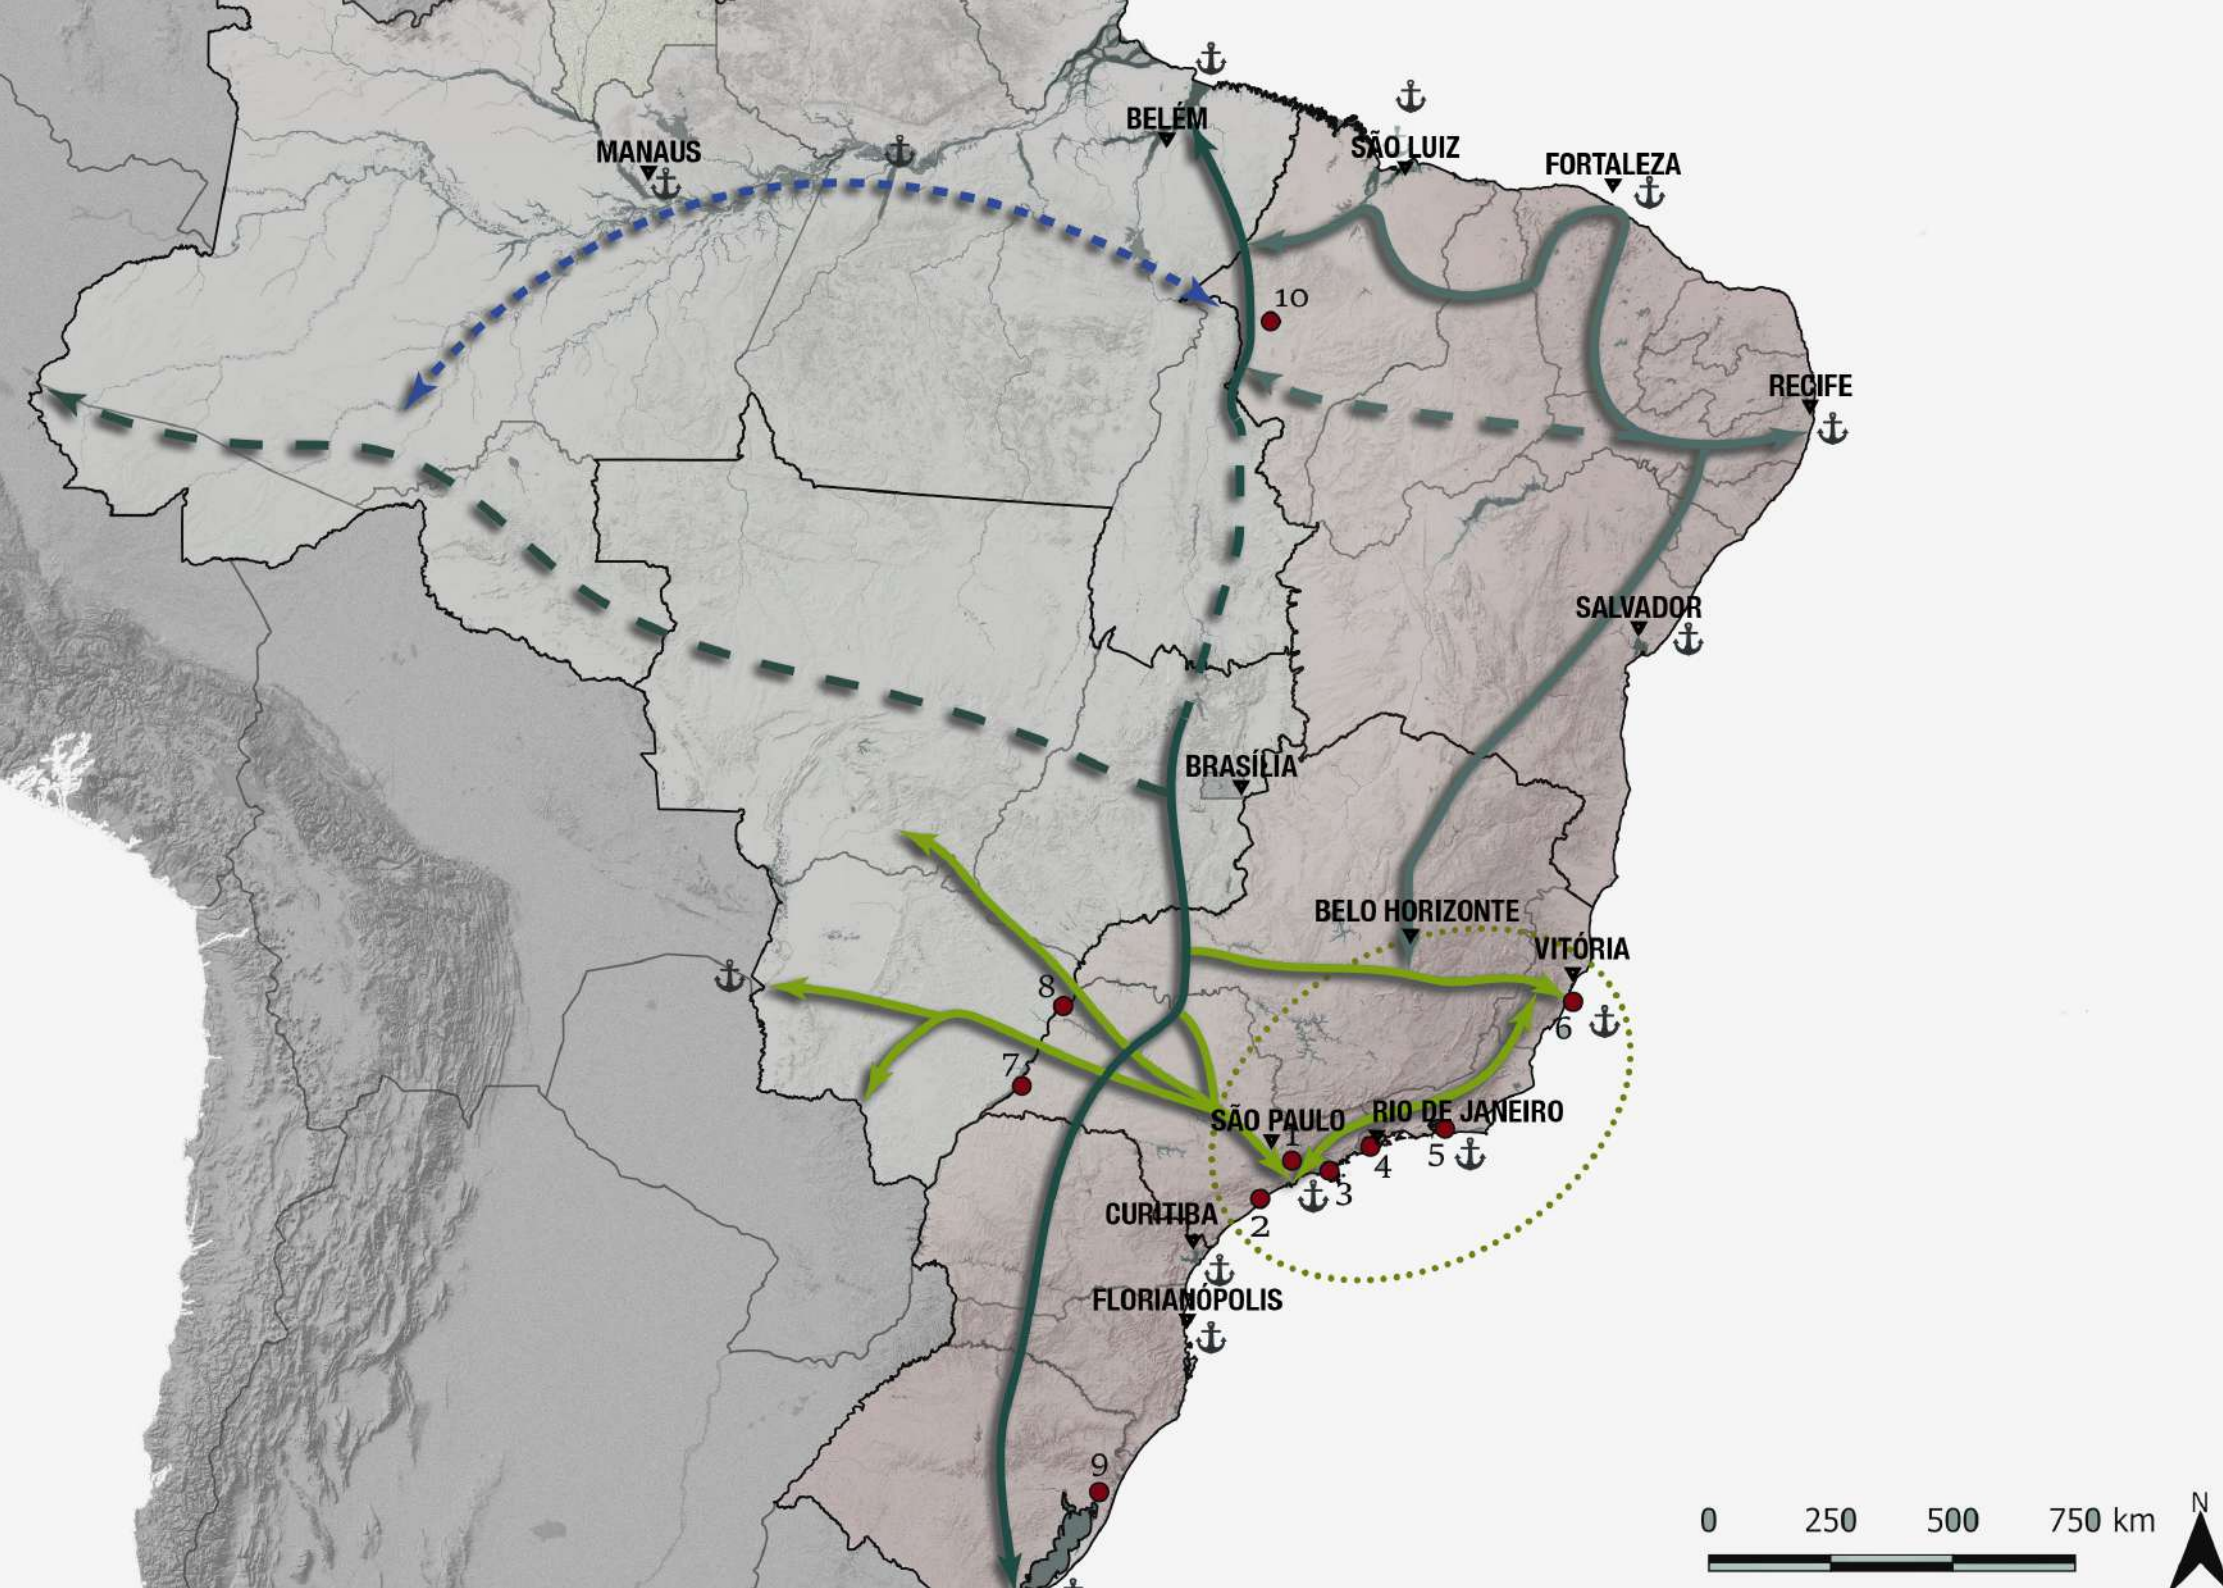 BELÉM
MANAUS
SÃO LUIZ
FORTALEZA
10
RECIFE
SALVADOR
BRASÍLIA
BELO HORIZONTE
VITÓRIA
8
6
7
SÃO PAULO
RIO DE JANEIRO
1
5
4
3
2
CURITIBA
FLORIANÓPOLIS
9
N
0 250 500 750 km